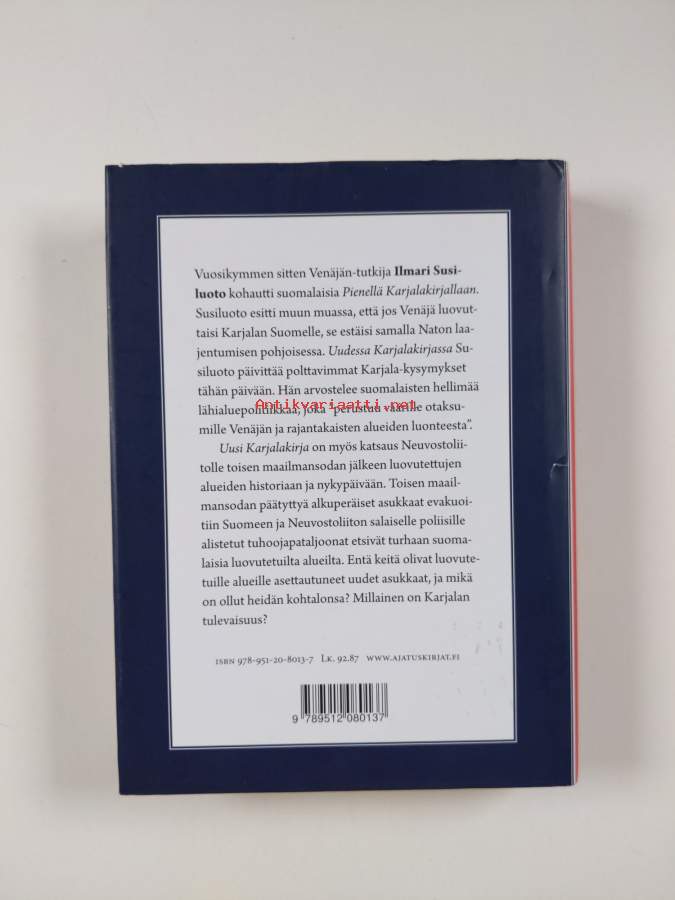 Vuosikymmen sitten Venäjän-tutkija Ilmari Susi-
luoto kohautti suomalaisia Pienellä Karjalakirjallaan.
Susiluoto esitti muun muassa, että jos Venäjä luovut-
taisi Karjalan Suomelle, se estäisi samalla Naton laa-
jentumisen pohjoisessa. Uudessa Karjalakirjassa Su-
siluoto päivittää polttavimmat Karjala-kysymykset
tähän päivään. Hän arvostelee suomalaisten hellimää
Antikvariaatti.net
lähialuepolitiikkaa, joka "perustuu väärille otaksu-
mille Venäjän ja rajantakaisten alueiden luonteesta".
Uusi Karjalakirja on myös katsaus Neuvostolii-
tolle toisen maailmansodan jälkeen luovutettujen
alueiden historiaan ja nykypäivään. Toisen maail-
mansodan päätyttyä alkuperäiset asukkaat evakuoi-
tiin Suomeen ja Neuvostoliiton salaiselle poliisille
alistetut tuhoojapataljoonat etsivät turhaan suoma-
laisia luovutetuilta alueilta. Entä keitä olivat luovute-
tuille alueille asettautuneet uudet asukkaat, ja mikä
on ollut heidän kohtalonsa? Millainen on Karjalan
tulevaisuus?
ISBN 978-951-20-8013-7 Lk. 92.87 WWW.AJATUSKIRJAT.FI
9 789512 080137